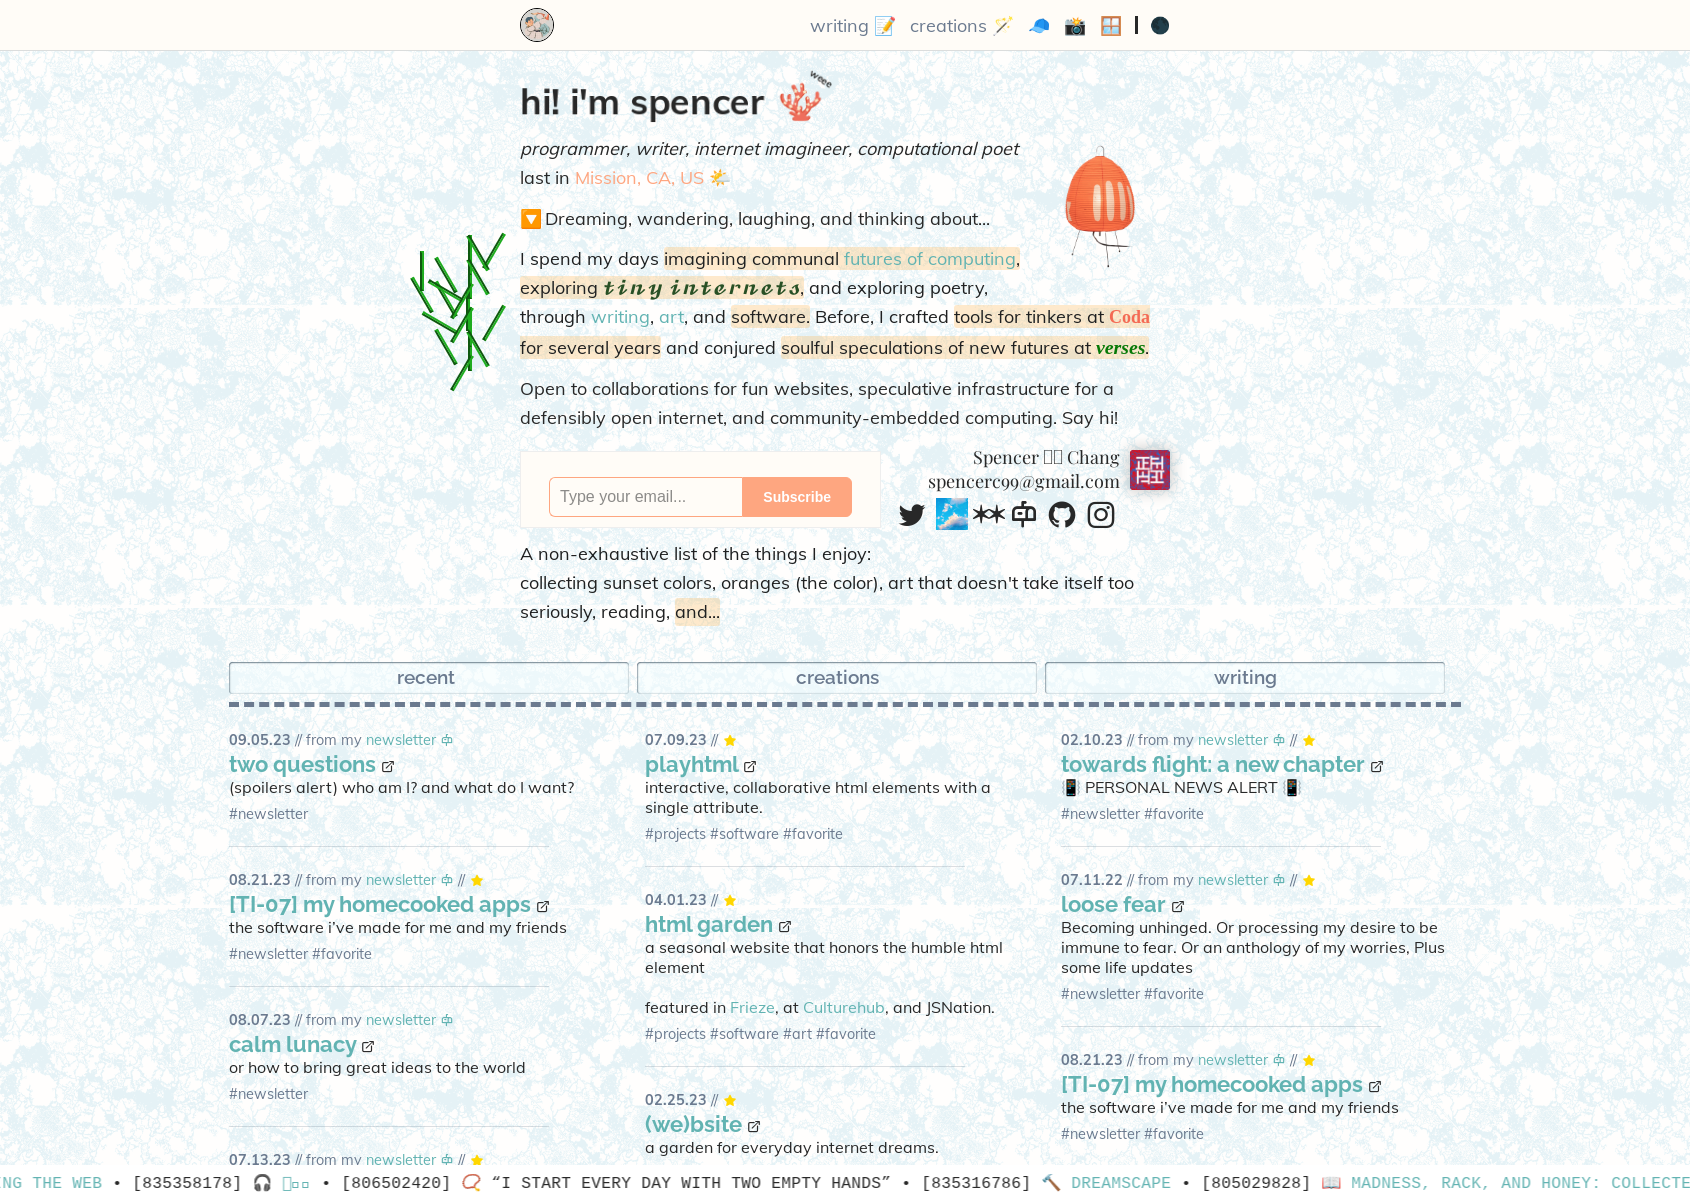 writing 📝 creations 🪄 🧢 📸 🪟 | 🌑
hi! i'm spencer
weee
programmer, writer, internet imagineer, computational poet
last in Mission, CA, US 🌤️
🔽 Dreaming, wandering, laughing, and thinking about...
I spend my days imagining communal futures of computing,
exploring tiny internets, and exploring poetry,
through writing, art, and software. Before, I crafted tools for tinkers at Coda
for several years and conjured soulful speculations of new futures at verses.
Open to collaborations for fun websites, speculative infrastructure for a
defensibly open internet, and community-embedded computing. Say hi!
Type your email...
Subscribe
Spencer Chang
spencerc99@gmail.com
A non-exhaustive list of the things I enjoy:
collecting sunset colors, oranges (the color), art that doesn't take itself too
seriously, reading, and...
recent
creations
writing
09.05.23 // from my newsletter
two questions
(spoilers alert) who am I? and what do I want?
#newsletter
08.21.23 // from my newsletter // ⭐
[TI-07] my homecooked apps
the software i've made for me and my friends
#newsletter #favorite
08.07.23 // from my newsletter
calm lunacy
or how to bring great ideas to the world
#newsletter
07.13.23 // from my newsletter // ⭐
07.09.23 // ⭐
playhtml
interactive, collaborative html elements with a
single attribute.
#projects #software #favorite
04.01.23 // ⭐
html garden
a seasonal website that honors the humble html
element
featured in Frieze, at Culturehub, and JSNation.
#projects #software #art #favorite
02.25.23 // ⭐
(we)bsite
a garden for everyday internet dreams.
02.10.23 // from my newsletter // ⭐
towards flight: a new chapter
📳 PERSONAL NEWS ALERT 📳
#newsletter #favorite
07.11.22 // from my newsletter // ⭐
loose fear
Becoming unhinged. Or processing my desire to be
immune to fear. Or an anthology of my worries, Plus
some life updates
#newsletter #favorite
08.21.23 // from my newsletter // ⭐
[TI-07] my homecooked apps
the software i've made for me and my friends
#newsletter #favorite
NG THE WEB • [835358178] 🎧 • [806502420] 📿 “I START EVERY DAY WITH TWO EMPTY HANDS” • [835316786] 🔨 DREAMSCAPE • [805029828] 📖 MADNESS, RACK, AND HONEY: COLLECTE